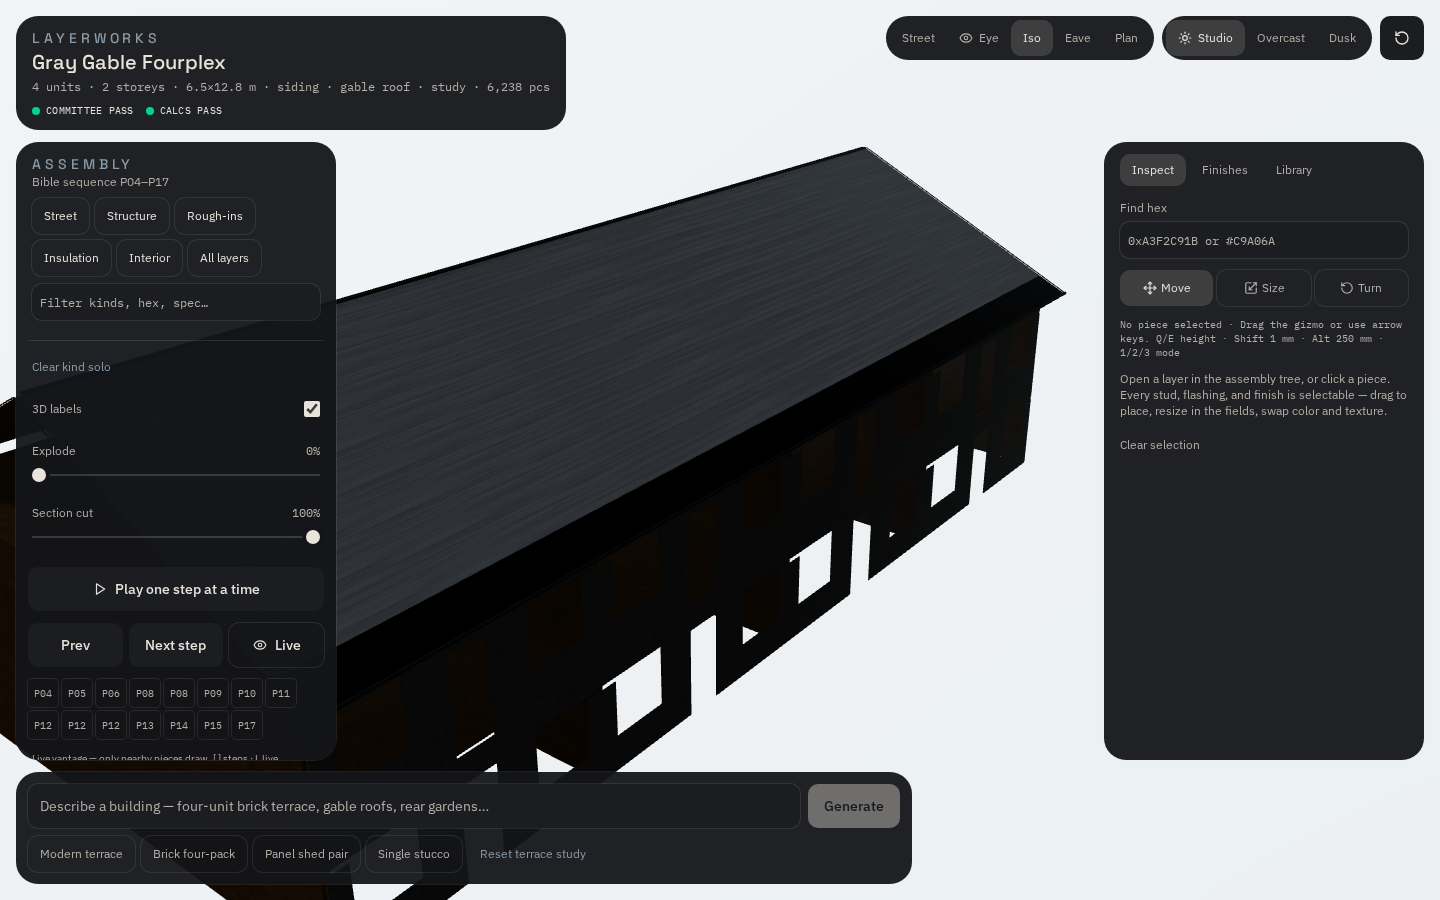 LAYERWORKS
Gray Gable Fourplex
4 units · 2 storeys · 6.5×12.8 m · siding · gable roof · study · 6,238 pcs
COMMITTEE PASS CALCS PASS
Street Eye Iso Eave Plan Studio Overcast Dusk
ASSEMBLY
Bible sequence P04–P17
Street Structure Rough-ins
Insulation Interior All layers
Filter kinds, hex, spec…
Clear kind solo
3D labels
Explode 0%
Section cut 100%
Play one step at a time
Prev Next step Live
P04 P05 P06 P08 P08 P09 P10 P11
P12 P12 P12 P13 P14 P15 P17
Live vantage — only nearby pieces draw. [ ] steps · L live
Inspect Finishes Library
Find hex
0xA3F2C91B or #C9A06A
Move Size Turn
No piece selected · Drag the gizmo or use arrow
keys. Q/E height · Shift 1 mm · Alt 250 mm ·
1/2/3 mode
Open a layer in the assembly tree, or click a piece.
Every stud, flashing, and finish is selectable — drag to
place, resize in the fields, swap color and texture.
Clear selection
Describe a building — four-unit brick terrace, gable roofs, rear gardens…
Generate
Modern terrace Brick four-pack Panel shed pair Single stucco Reset terrace study